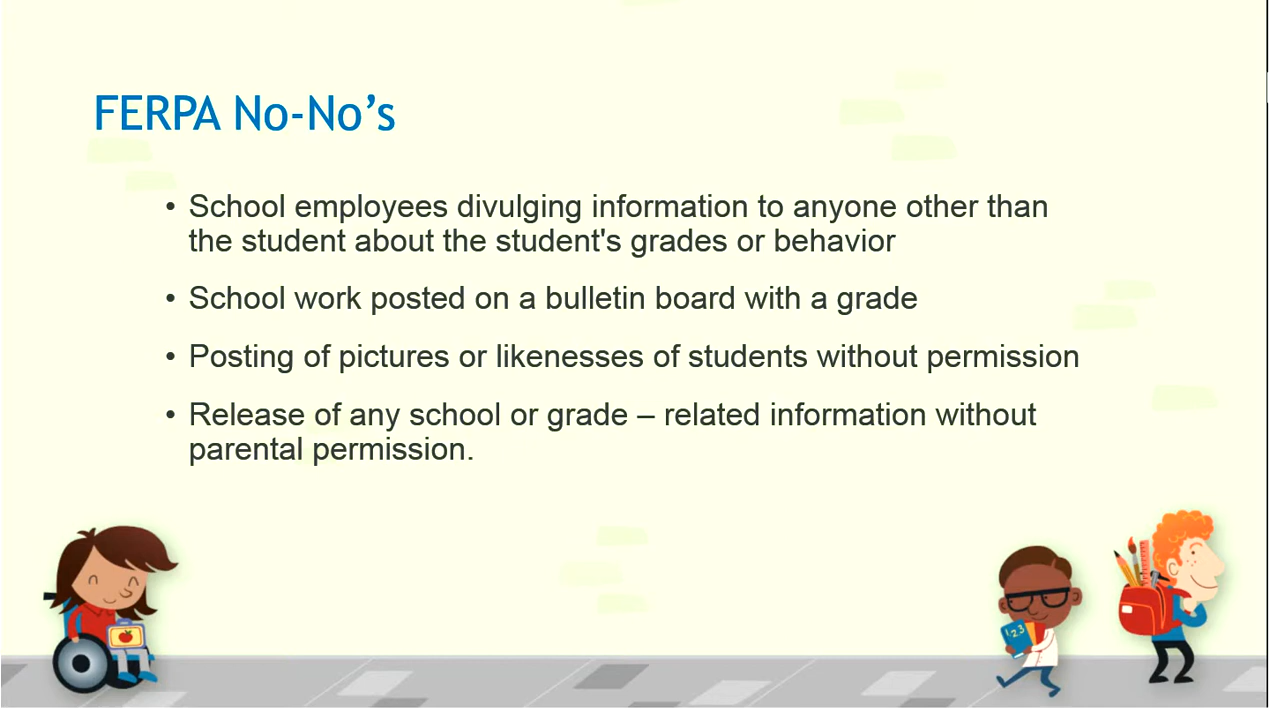 FERPA No-No’s
• School employees divulging information to anyone other than
the student about the student's grades or behavior
• School work posted on a bulletin board with a grade
• Posting of pictures or likenesses of students without permission
• Release of any school or grade – related information without
parental permission.
123